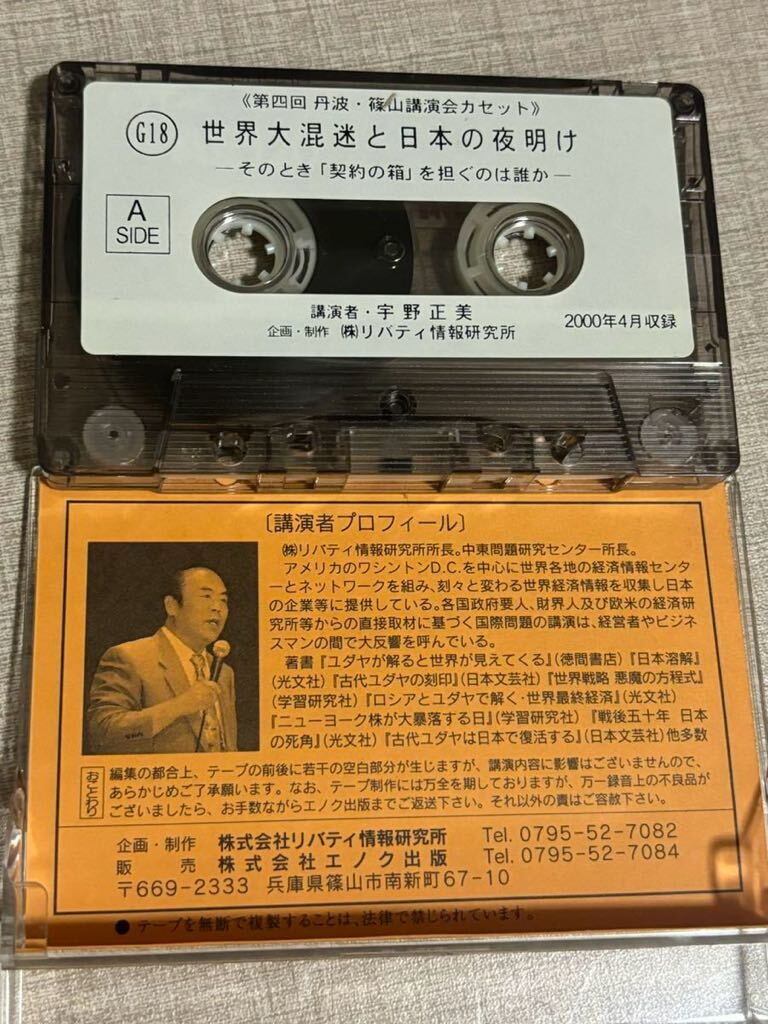 《第四回 丹波・篠山講演会カセット》
G18 世界大混迷と日本の夜明け
―そのとき「契約の箱」を担ぐのは誰か―
A
SIDE
講演者・宇野正美
企画・制作 ㈱リバティ情報研究所
2000年4月収録
〔講演者プロフィール〕
㈱リバティ情報研究所所長。中東問題研究センター所長。
アメリカのワシントンD.C.を中心に世界各地の経済情報センタ
ーとネットワークを組み、刻々と変わる世界経済情報を収集し日本
の企業等に提供している。各国政府要人、財界人及び欧米の経済研
究所等からの直接取材に基づく国際問題の講演は、経営者やビジネ
スマンの間で大反響を呼んでいる。
著書『ユダヤが解ると世界が見えてくる』(徳間書店)『日本溶解』
(光文社)『古代ユダヤの刻印』(日本文芸社)『世界戦略 悪魔の方程式』
(学習研究社)『ロシアとユダヤで解く・世界最終経済』(光文社)
『ニューヨーク株が大暴落する日』(学習研究社)『戦後五十年 日本
の死角』(光文社)『古代ユダヤは日本で復活する』(日本文芸社)他多数
おことわり
編集の都合上、テープの前後に若干の空白部分が生じますが、講演内容に影響はございませんので、
あらかじめご了承願います。なお、テープ制作には万全を期しておりますが、万一録音上の不良品が
ございましたら、お手数ながらエノク出版までご返送下さい。それ以外の責はご容赦下さい。
企画・制作 株式会社リバティ情報研究所 Tel. 0795-52-7082
販売 株式会社エノク出版 Tel. 0795-52-7084
〒669-2333 兵庫県篠山市南新町67-10
●テープを無断で複製することは、法律で禁じられています。